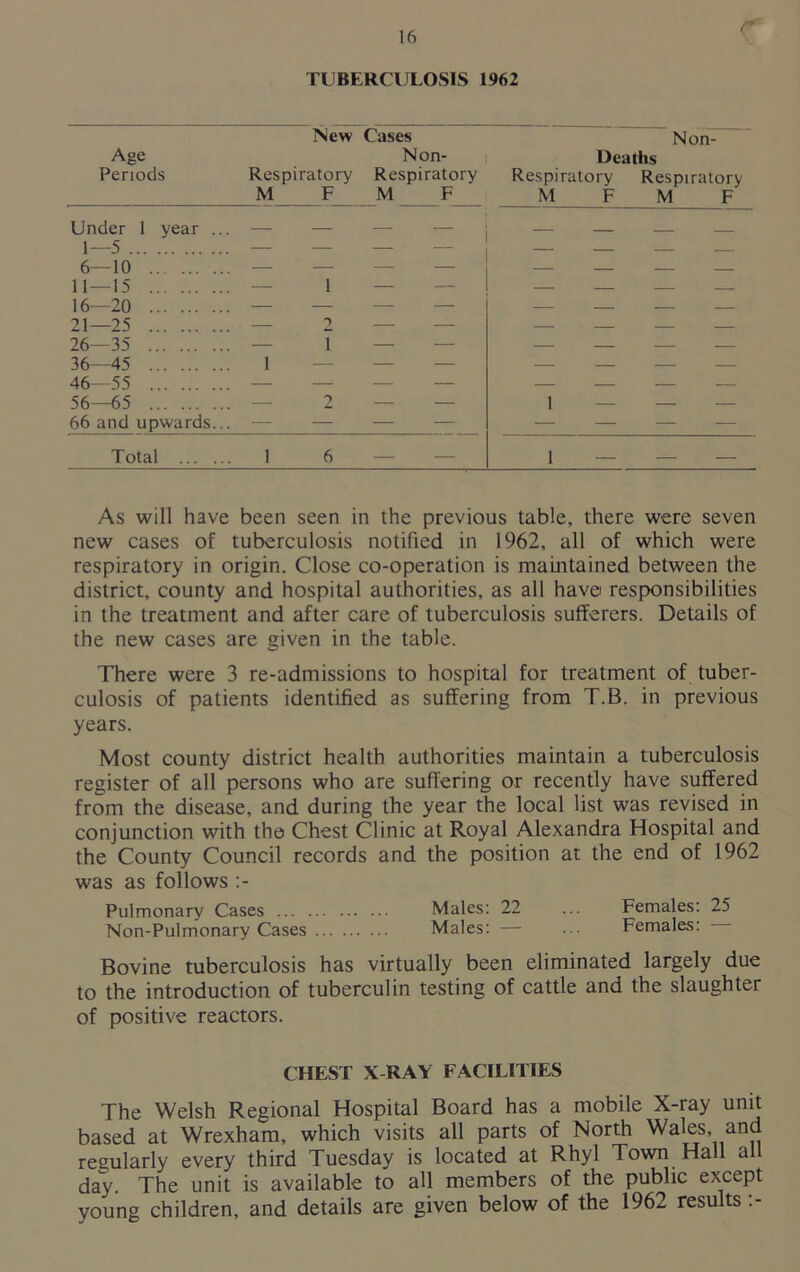 16
TUBERCULOSIS 1962
New Cases Non-
Age Non- Deaths
Periods Respiratory Respiratory Respiratory Respiratory
M F M F M F M F
Under 1 year ... — — — — — — — —
1—5 ... ... ... ... — — — — — — — —
6—10 ... ... ... — — — — — — — —
11—15 ... ... ... — 1 — — — — — —
16—20 ... ... ... — — — — — — — —
21—25 ... ... ... — 2 — — — — — —
26—35 ... ... ... — 1 — — — — — —
36—45 ... ... ... 1 — — — — — — —
46—55 ... ... ... — — — — — — — —
56—65 ... ... ... — 2 — — 1 — — —
66 and upwards... — — — — — — — —
Total ... ... 1 6 — — 1 — — —
As will have been seen in the previous table, there were seven
new cases of tuberculosis notified in 1962, all of which were
respiratory in origin. Close co-operation is maintained between the
district, county and hospital authorities, as all have responsibilities
in the treatment and after care of tuberculosis sufferers. Details of
the new cases are given in the table.
There were 3 re-admissions to hospital for treatment of tuber-
culosis of patients identified as suffering from T.B. in previous
years.
Most county district health authorities maintain a tuberculosis
register of all persons who are suffering or recently have suffered
from the disease, and during the year the local list was revised in
conjunction with the Chest Clinic at Royal Alexandra Hospital and
the County Council records and the position at the end of 1962
was as follows :-
Pulmonary Cases ... ... ... ... Males: 22 ... Females: 25
Non-Pulmonary Cases ... ... ... Males: — ... Females: —
Bovine tuberculosis has virtually been eliminated largely due
to the introduction of tuberculin testing of cattle and the slaughter
of positive reactors.
CHEST X-RAY FACILITIES
The Welsh Regional Hospital Board has a mobile X-ray unit
based at Wrexham, which visits all parts of North Wales, and
regularly every third Tuesday is located at Rhyl Town Hall all
day. The unit is available to all members of the public except
young children, and details are given below of the 1962 results :-